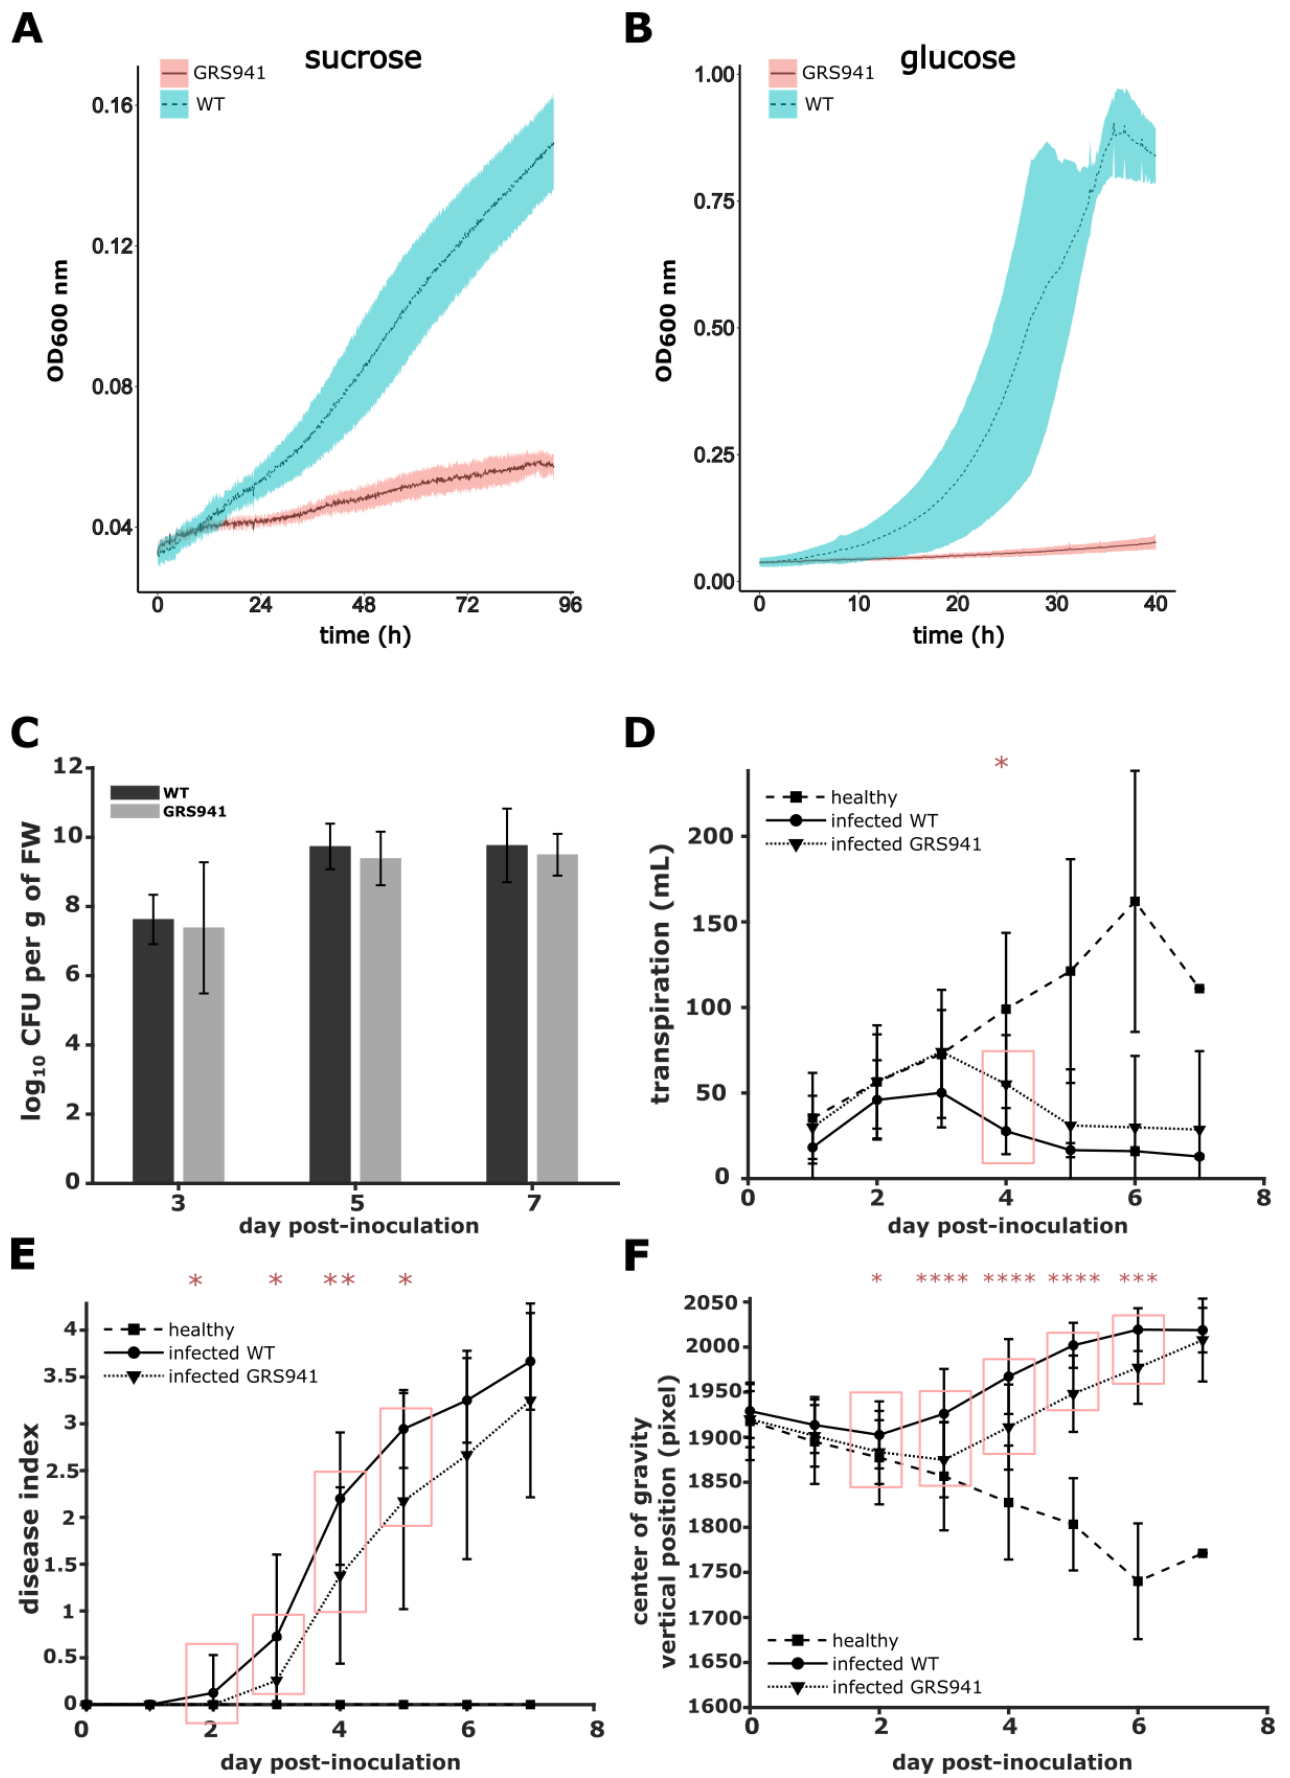 A
sucrose
GRS941
WT
0.16
0.12
0.08
0.04
OD600 nm
0 24 48 72 96
time (h)
B
glucose
GRS941
WT
1.00
0.75
0.50
0.25
0.00
OD600 nm
0 10 20 30 40
time (h)
C
WT
GRS941
12
10
8
6
4
2
0
log10 CFU per g of FW
3 5 7
day post-inoculation
D
*
healthy
infected WT
infected GRS941
200
150
100
50
0
transpiration (mL)
0 2 4 6 8
day post-inoculation
E
* * ** *
healthy
infected WT
infected GRS941
4
3.5
3
2.5
2
1.5
1
0.5
0
disease index
0 2 4 6 8
day post-inoculation
F
* **** **** **** ***
2050
2000
1950
1900
1850
1800
1750
1700
1650
1600
center of gravity
vertical position (pixel)
healthy
infected WT
infected GRS941
0 2 4 6 8
day post-inoculation